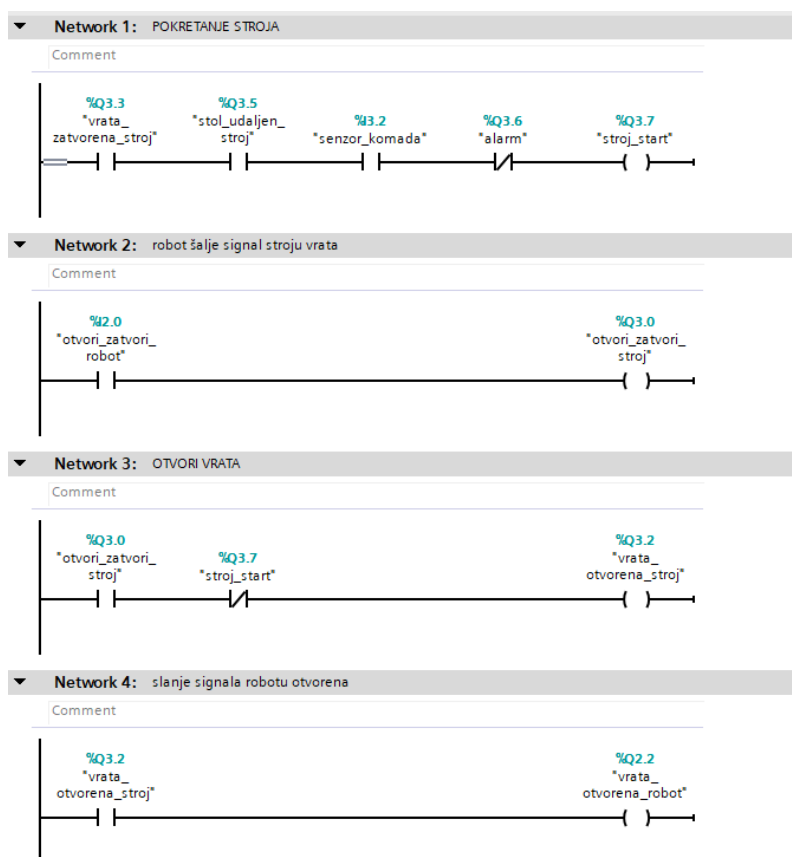 Network 1: POKRETANJE STROJA
Comment
%Q3.3 %Q3.5
"vrata_ "stol_udaljen_ %I3.2 %Q3.6 %Q3.7
zatvorena_stroj" stroj" "senzor_komada" "alarm" "stroj_start"
Network 2: robot šalje signal stroju vrata
Comment
%I2.0 %Q3.0
"otvori_zatvori_ "otvori_zatvori_
robot" stroj"
Network 3: OTVORI VRATA
Comment
%Q3.0 %Q3.2
"otvori_zatvori_ %Q3.7 "vrata_
stroj" "stroj_start" otvorena_stroj"
Network 4: slanje signala robotu otvorena
Comment
%Q3.2 %Q2.2
"vrata_ "vrata_
otvorena_stroj" otvorena_robot"